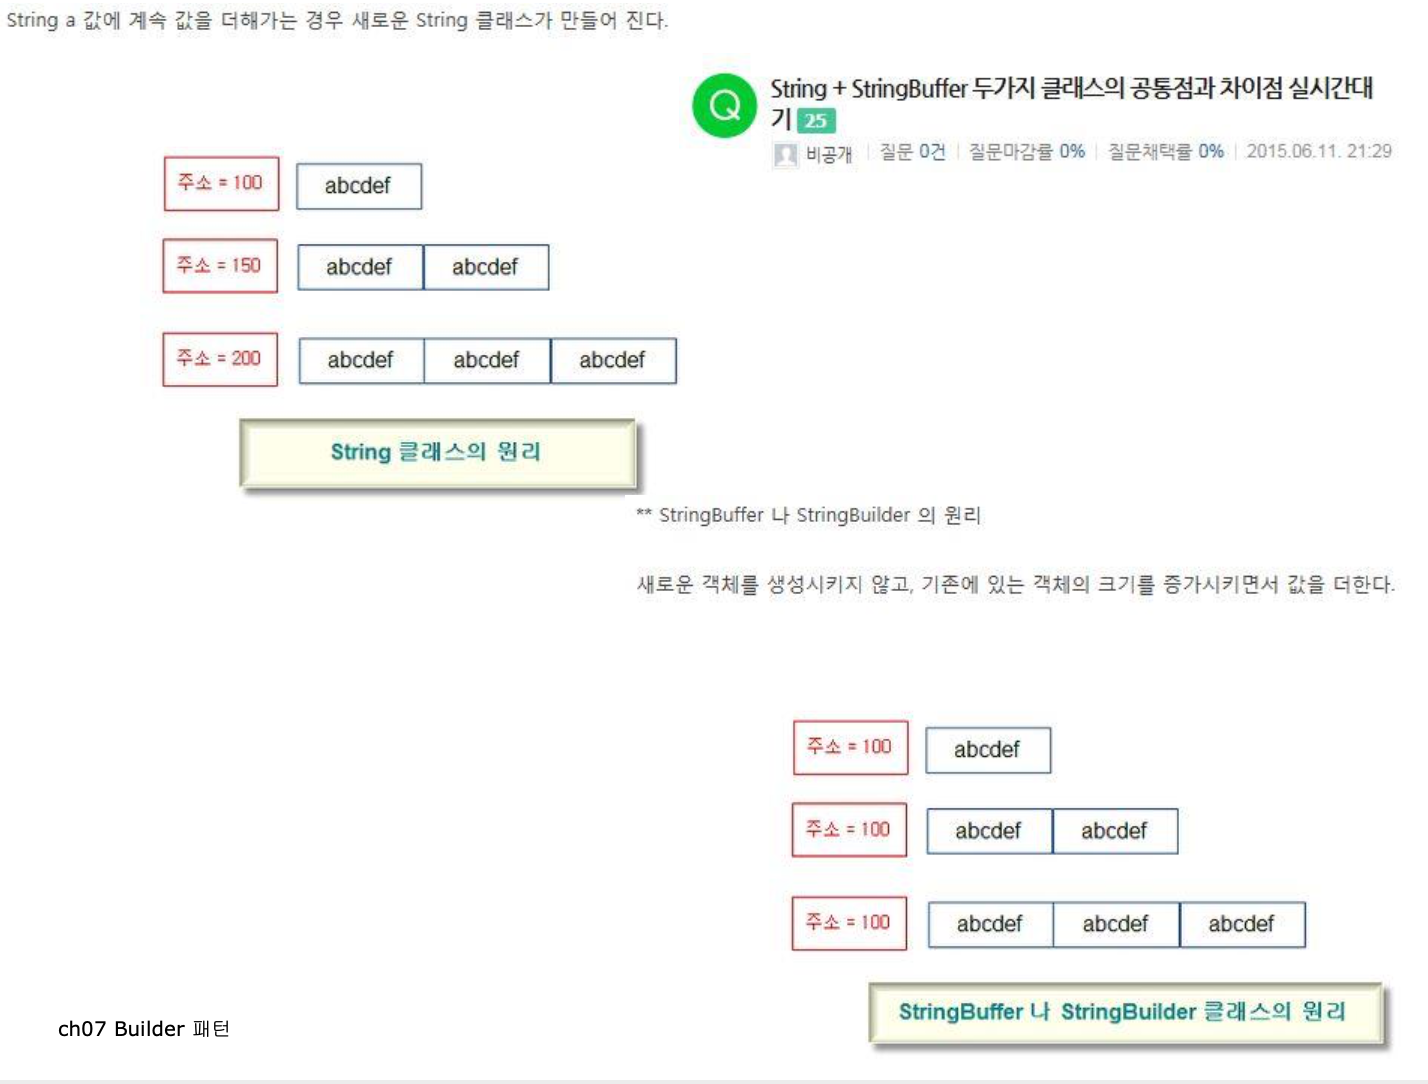 String a 값에 계속 값을 더해가는 경우 새로운 String 클래스가 만들어 진다.
Q
String + StringBuffer 두가지 클래스의 공통점과 차이점 실시간대
기 25
비공개 질문 0건 질문마감률 0% 질문채택률 0% 2015.06.11. 21:29
주소 = 100 abcdef
주소 = 150 abcdef abcdef
주소 = 200 abcdef abcdef abcdef
String 클래스의 원리
** StringBuffer 나 StringBuilder 의 원리
새로운 객체를 생성시키지 않고, 기존에 있는 객체의 크기를 증가시키면서 값을 더한다.
주소 = 100 abcdef
주소 = 100 abcdef abcdef
주소 = 100 abcdef abcdef abcdef
StringBuffer 나 StringBuilder 클래스의 원리
ch07 Builder 패턴